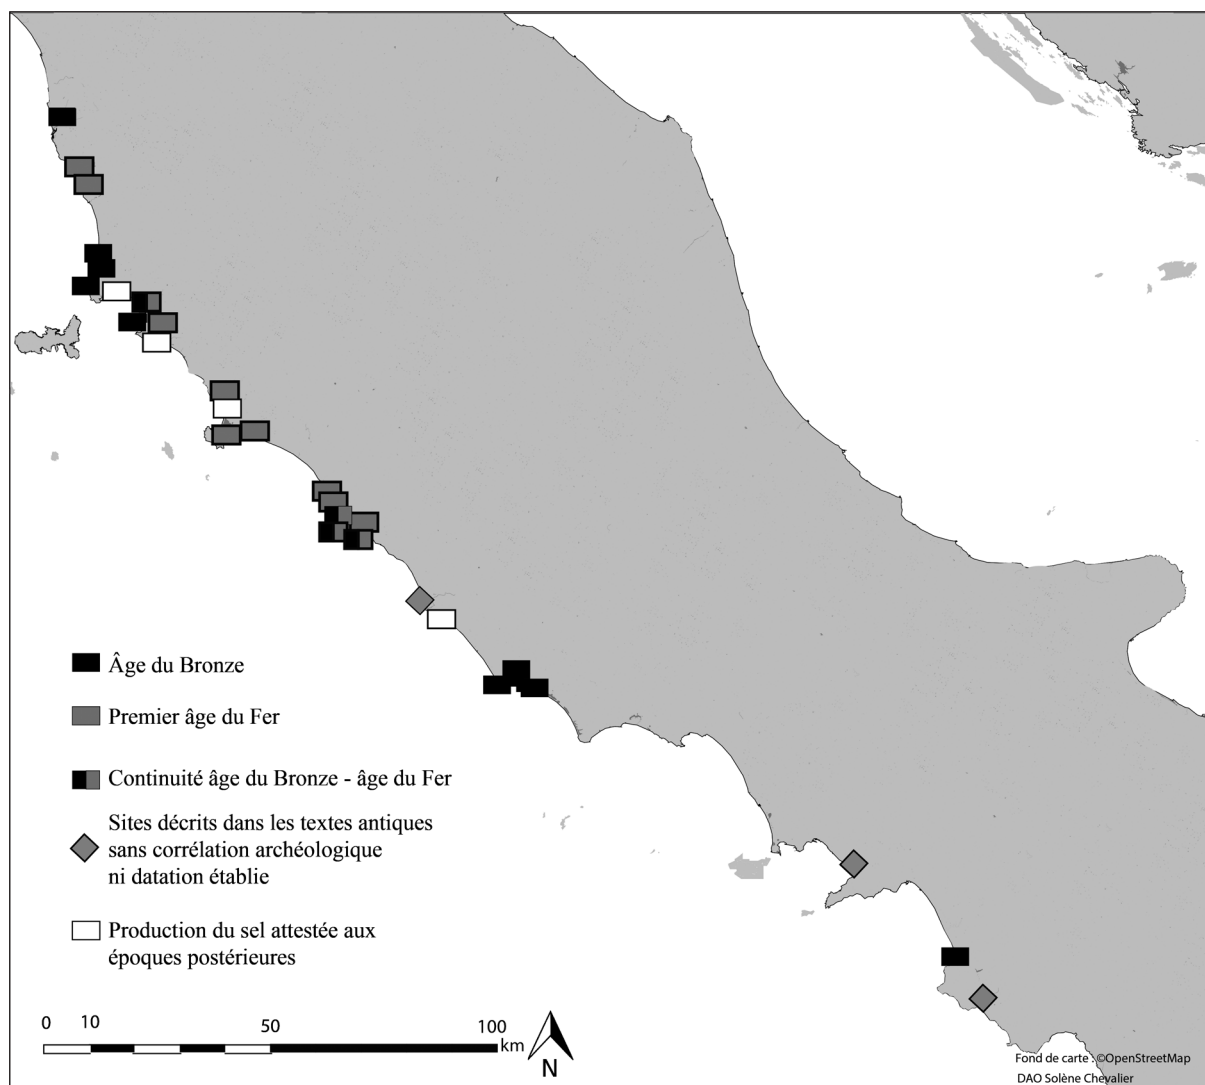 Âge du Bronze
Premier âge du Fer
Continuité âge du Bronze - âge du Fer
Sites décrits dans les textes antiques
sans corrélation archéologique
ni datation établie
Production du sel attestée aux
époques postérieures
0 10 50 100
km
N
Fond de carte : ©OpenStreetMap
DAO Solène Chevalier